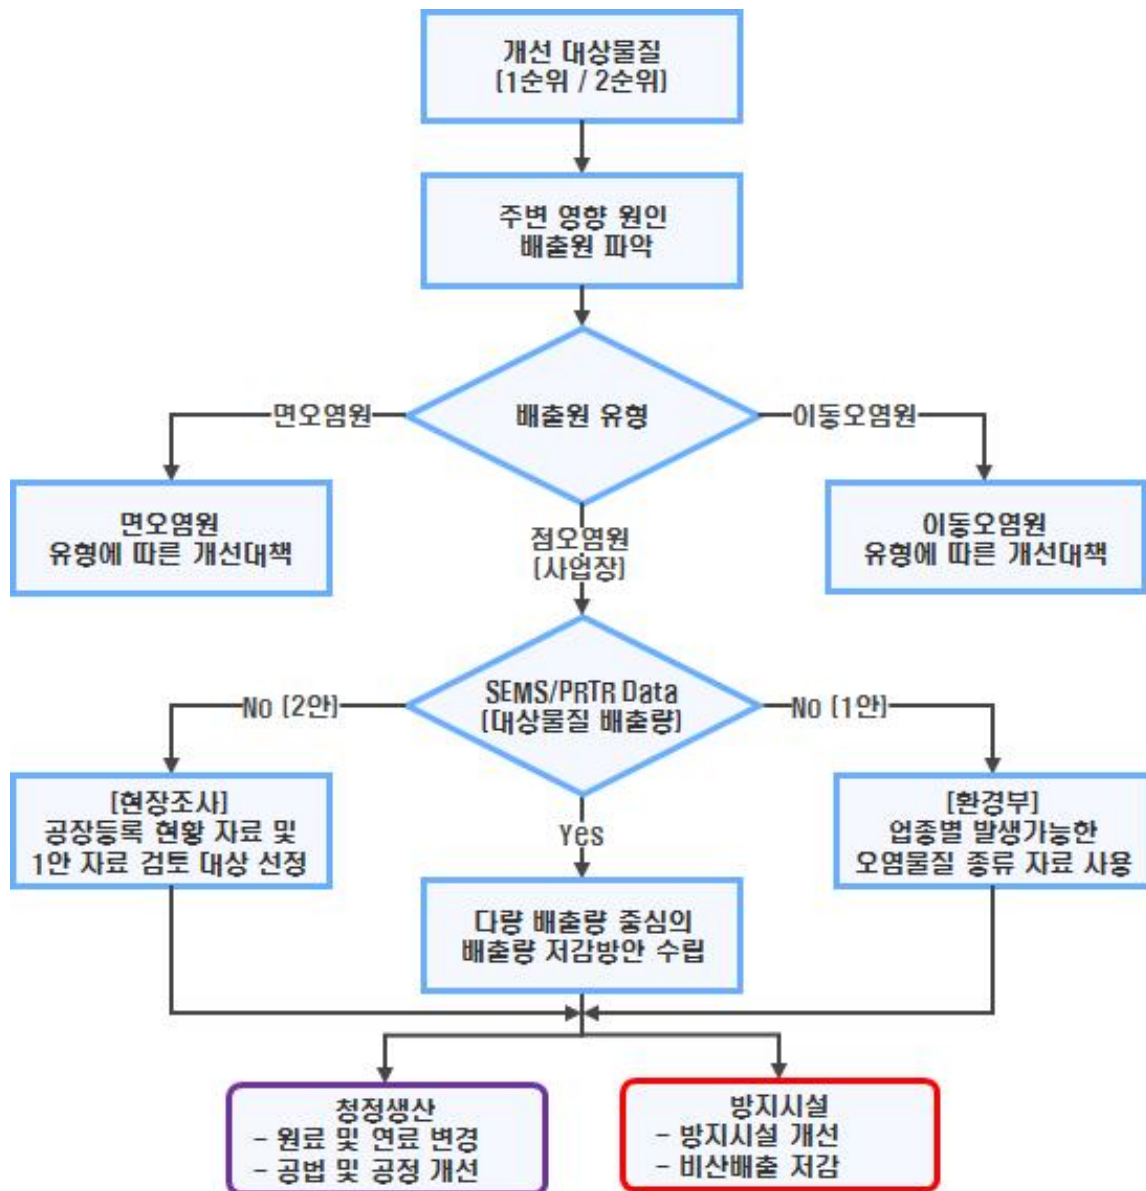 개선 대상물질
(1순위 / 2순위)
주변 영향 원인
배출원 파악
배출원 유형
면오염원
이동오염원
점오염원
(사업장)
면오염원
유형에 따른 개선대책
이동오염원
유형에 따른 개선대책
SEMS/PRTR Data
(대상물질 배출량)
No (2안)
No (1안)
Yes
[현장조사]
공장등록 현황 자료 및
1안 자료 검토 대상 선정
[환경부]
업종별 발생가능한
오염물질 종류 자료 사용
다량 배출량 중심의
배출량 저감방안 수립
청정생산
- 원료 및 연료 변경
- 공법 및 공정 개선
방지시설
- 방지시설 개선
- 비산배출 저감